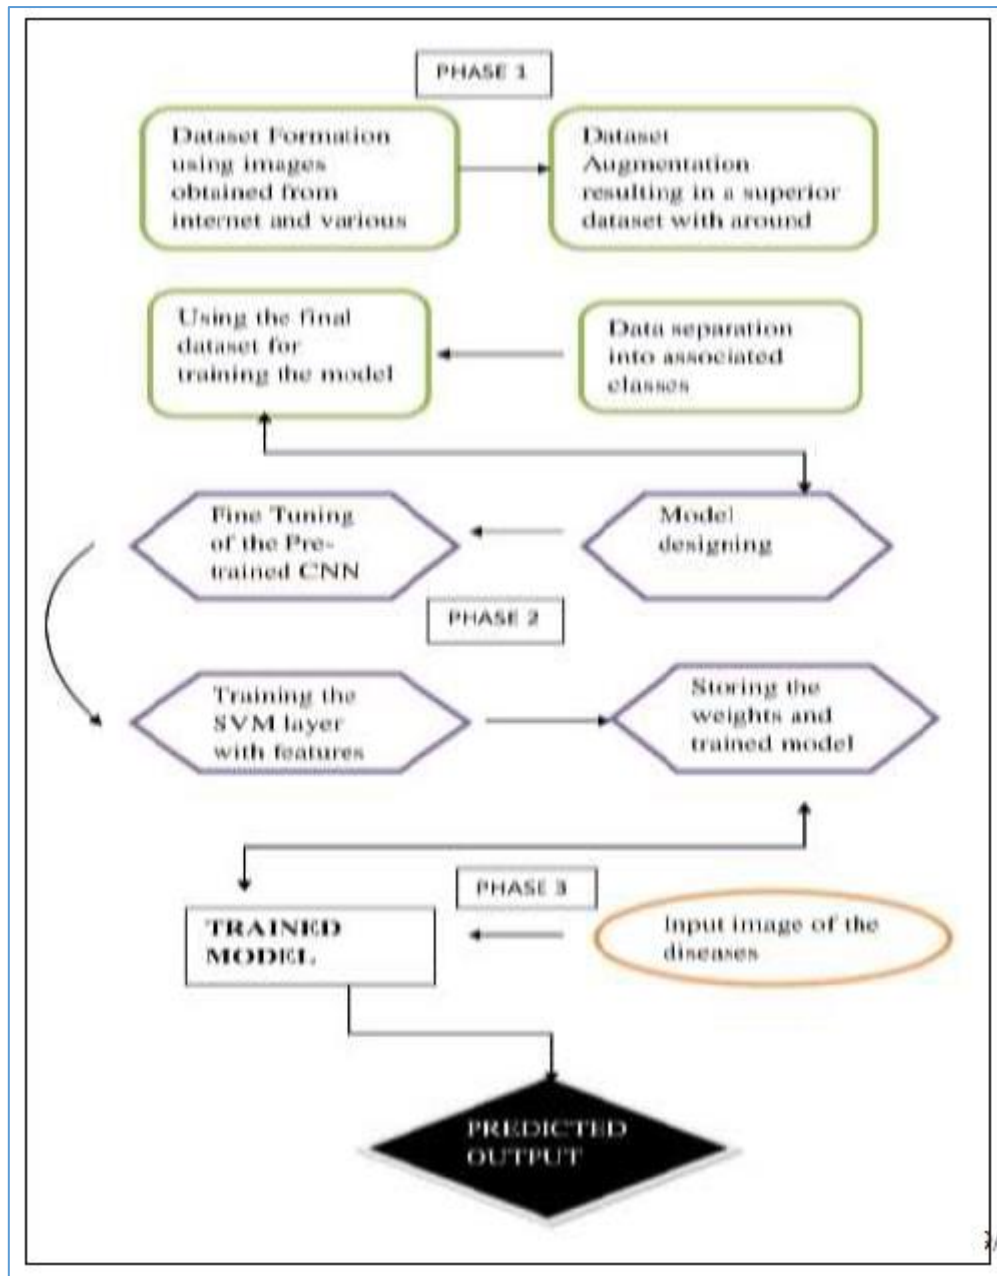 PHASE 1
Dataset Formation
using images
obtained from
internet and various
Dataset
Augmentation
resulting in a superior
dataset with around
Using the final
dataset for
training the model
Data separation
into associated
classes
Fine Tuning
of the Pre-
trained CNN
Model
designing
PHASE 2
Training the
SVM layer
with features
Storing the
weights and
trained model
PHASE 3
TRAINED
MODEL
Input image of the
diseases
PREDICTED
OUTPUT